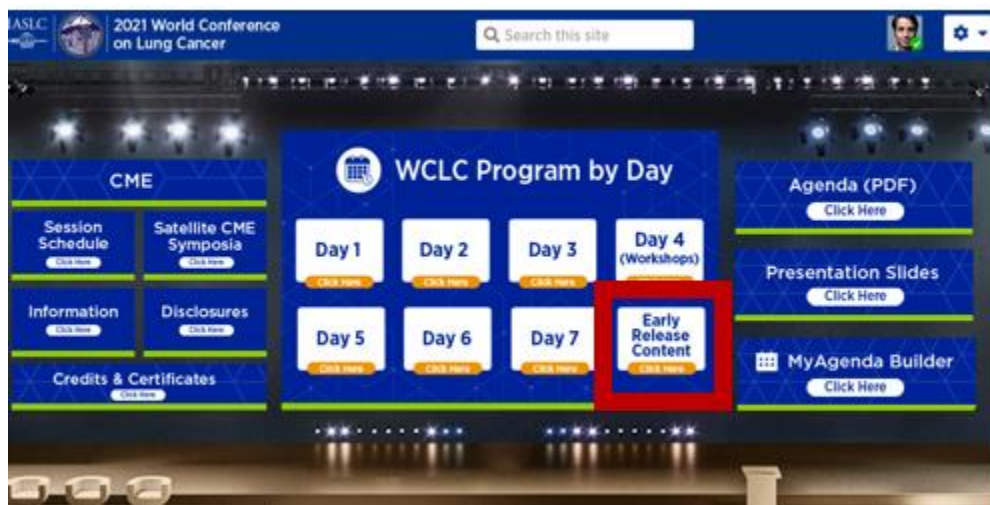 IASLC
2021 World Conference
on Lung Cancer
Search this site
CME
Session
Schedule
Click Here
Satellite CME
Symposia
Click Here
Information
Click Here
Disclosures
Click Here
Credits & Certificates
Click Here
WCLC Program by Day
Day 1
Click Here
Day 2
Click Here
Day 3
Click Here
Day 4
(Workshops)
Day 5
Click Here
Day 6
Click Here
Day 7
Click Here
Early
Release
Content
Click Here
Agenda (PDF)
Click Here
Presentation Slides
Click Here
MyAgenda Builder
Click Here